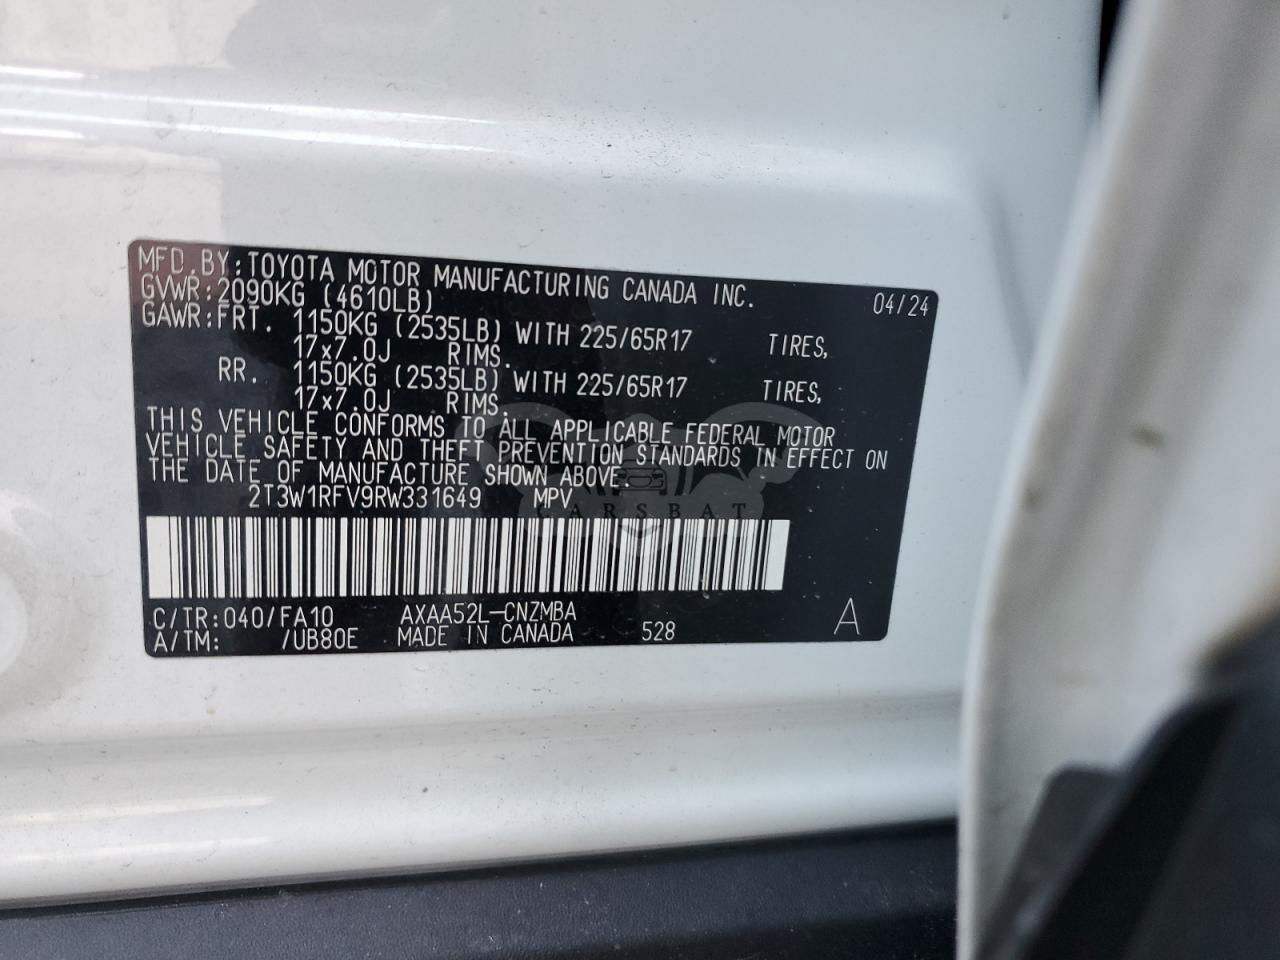 MFD.BY:TOYOTA MOTOR MANUFACTURING CANADA INC. 04/24
GVWR:2090KG (4610LB)
GAWR:FRT. 1150KG (2535LB) WITH 225/65R17 TIRES,
17x7.0J RIMS.
RR. 1150KG (2535LB) WITH 225/65R17 TIRES,
17x7.0J RIMS.
THIS VEHICLE CONFORMS TO ALL APPLICABLE FEDERAL MOTOR
VEHICLE SAFETY AND THEFT PREVENTION STANDARDS IN EFFECT ON
THE DATE OF MANUFACTURE SHOWN ABOVE.
2T3W1RFV9RW331649 MPV
CARSBAT
C/TR:040/FA10 AXAA52L-CNZMBA
A/TM: /UB80E MADE IN CANADA 528 A